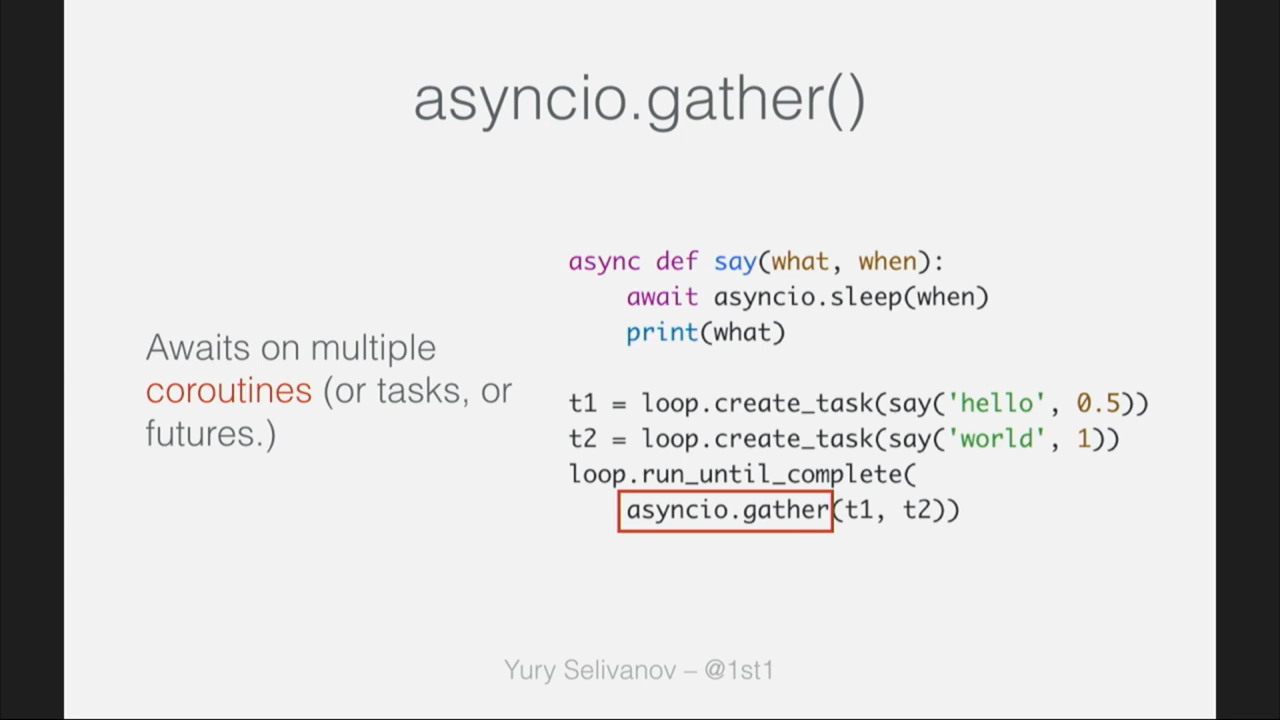 asyncio.gather()
Awaits on multiple
coroutines (or tasks, or
futures.)
async def say(what, when):
    await asyncio.sleep(when)
    print(what)
t1 = loop.create_task(say('hello', 0.5))
t2 = loop.create_task(say('world', 1))
loop.run_until_complete(
    asyncio.gather(t1, t2))
Yury Selivanov – @1st1